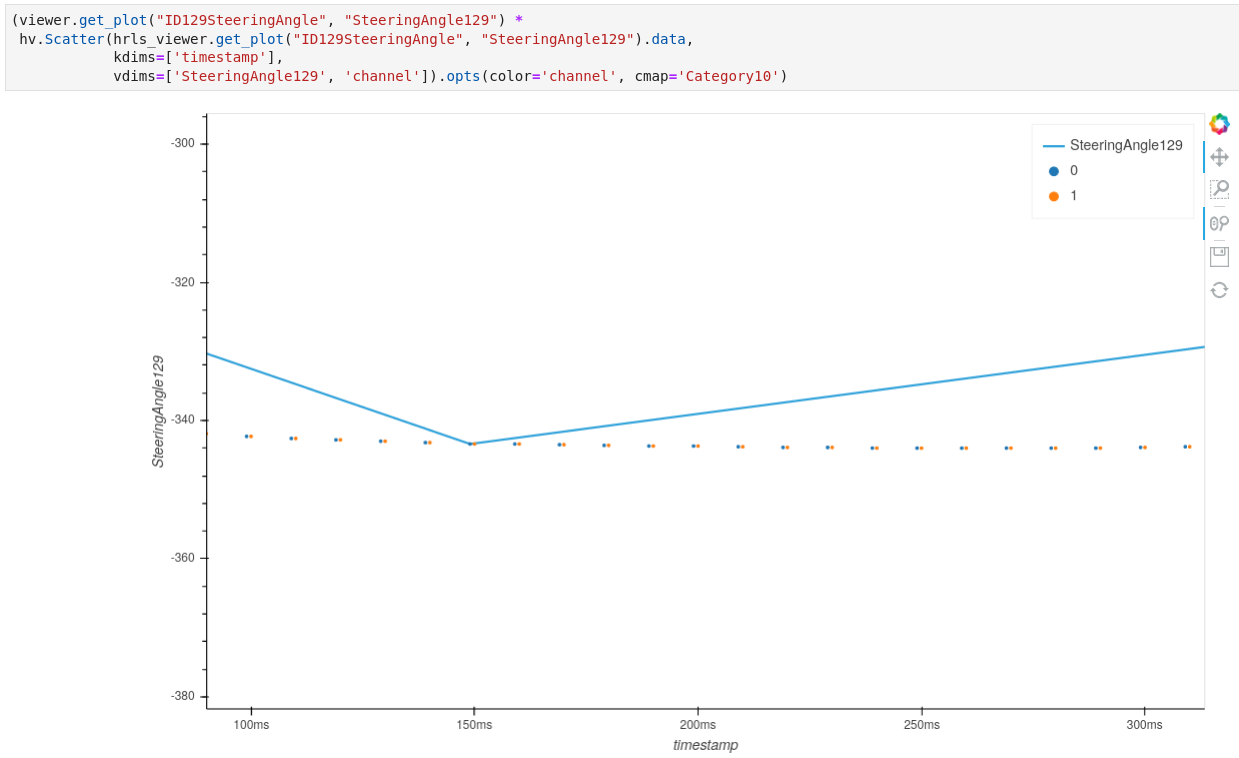 (viewer.get_plot("ID129SteeringAngle", "SteeringAngle129") *
 hv.Scatter(hrls_viewer.get_plot("ID129SteeringAngle", "SteeringAngle129").data,
            kdims=['timestamp'],
            vdims=['SteeringAngle129', 'channel']).opts(color='channel', cmap='Category10')
-300
-320
-340
-360
-380
SteeringAngle129
SteeringAngle129
0
1
100ms 150ms 200ms 250ms 300ms
timestamp